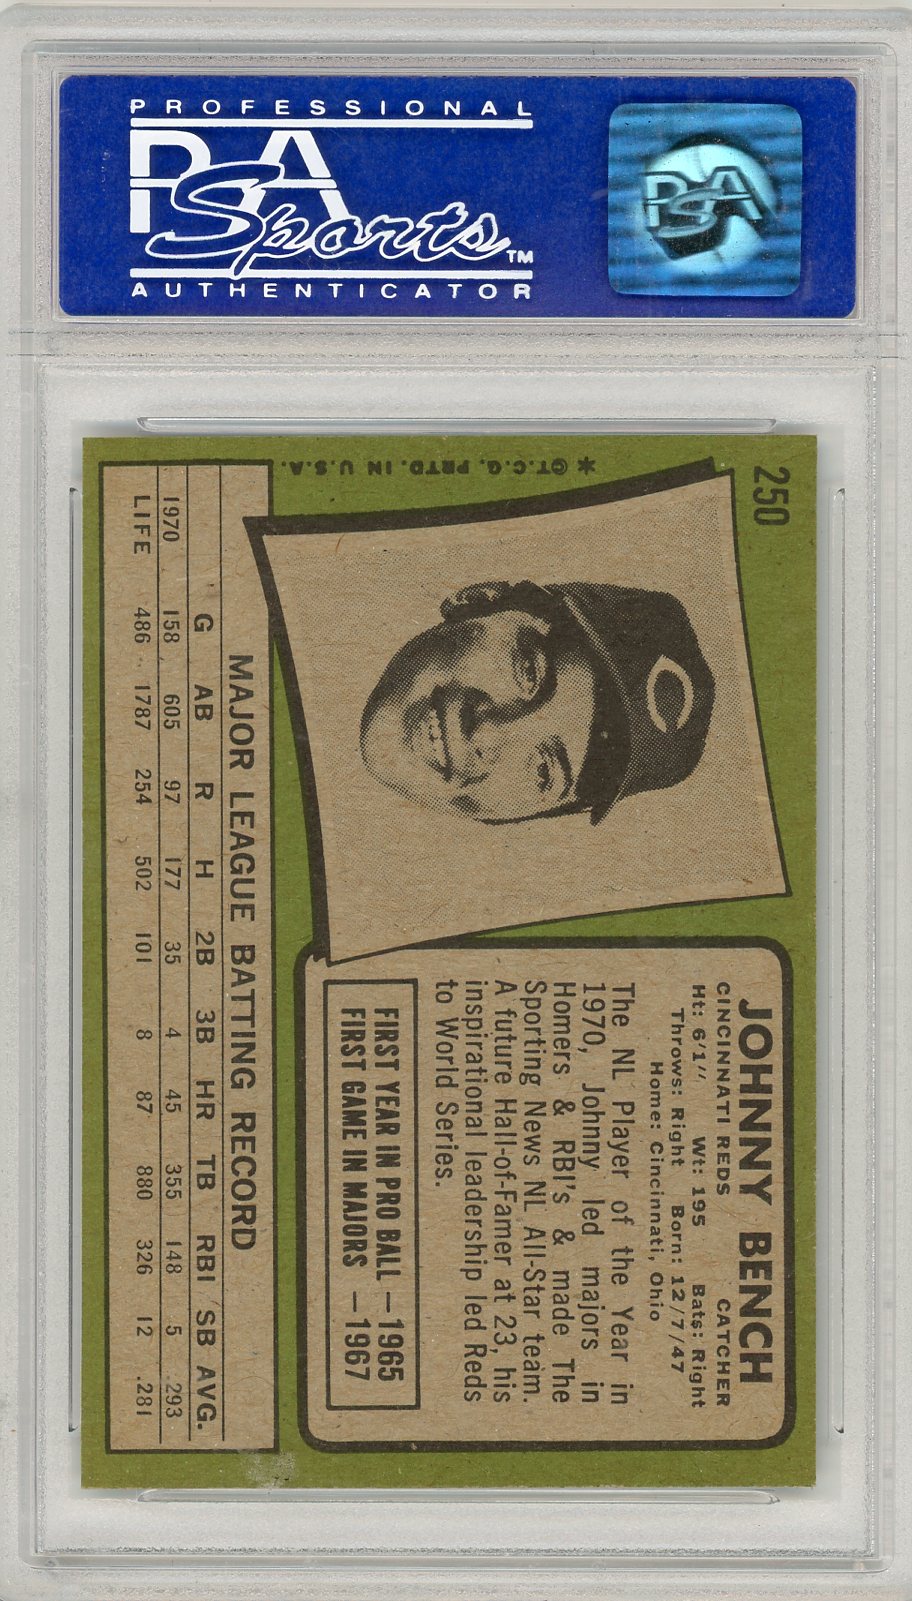 PROFESSIONAL
PSA
Sports™
AUTHENTICATOR
PSA
250
*©T.C.G. PRTD. IN U.S.A.
C
JOHNNY BENCH
CINCINNATI REDS CATCHER
Ht: 6'1" Wt: 195 Bats: Right
Throws: Right Born: 12/7/47
Home: Cincinnati, Ohio
The NL Player of the Year in
1970, Johnny led majors in
Homers & RBI's & made The
Sporting News NL All-Star team.
A future Hall-of-Famer at 23, his
inspirational leadership led Reds
to World Series.
FIRST YEAR IN PRO BALL — 1965
FIRST GAME IN MAJORS — 1967
MAJOR LEAGUE BATTING RECORD
G AB R H 2B 3B HR TB RBI SB AVG.
1970 158 605 97 177 35 4 45 355 148 5 .293
LIFE 486 1787 254 502 101 8 87 880 326 12 .281